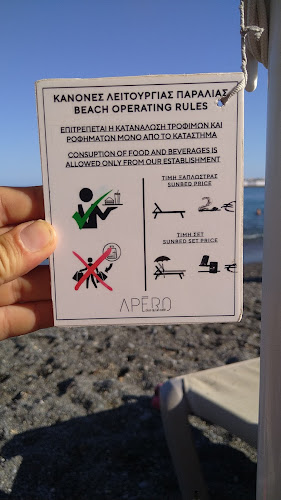 ΚΑΝΟΝΕΣ ΛΕΙΤΟΥΡΓΙΑΣ ΠΑΡΑΛΙΑΣ
BEACH OPERATING RULES
ΕΠΙΤΡΕΠΕΤΑΙ Η ΚΑΤΑΝΑΛΩΣΗ ΤΡΟΦΙΜΩΝ ΚΑΙ
ΡΟΦΗΜΑΤΩΝ ΜΟΝΟ ΑΠΟ ΤΟ ΚΑΤΑΣΤΗΜΑ
CONSUPTION OF FOOD AND BEVERAGES IS
ALLOWED ONLY FROM OUR ESTABLISHMENT
ΤΙΜΗ ΞΑΠΛΩΣΤΡΑΣ
SUNBED PRICE
ΤΙΜΗ ΣΕΤ
SUNBED SET PRICE
APERO